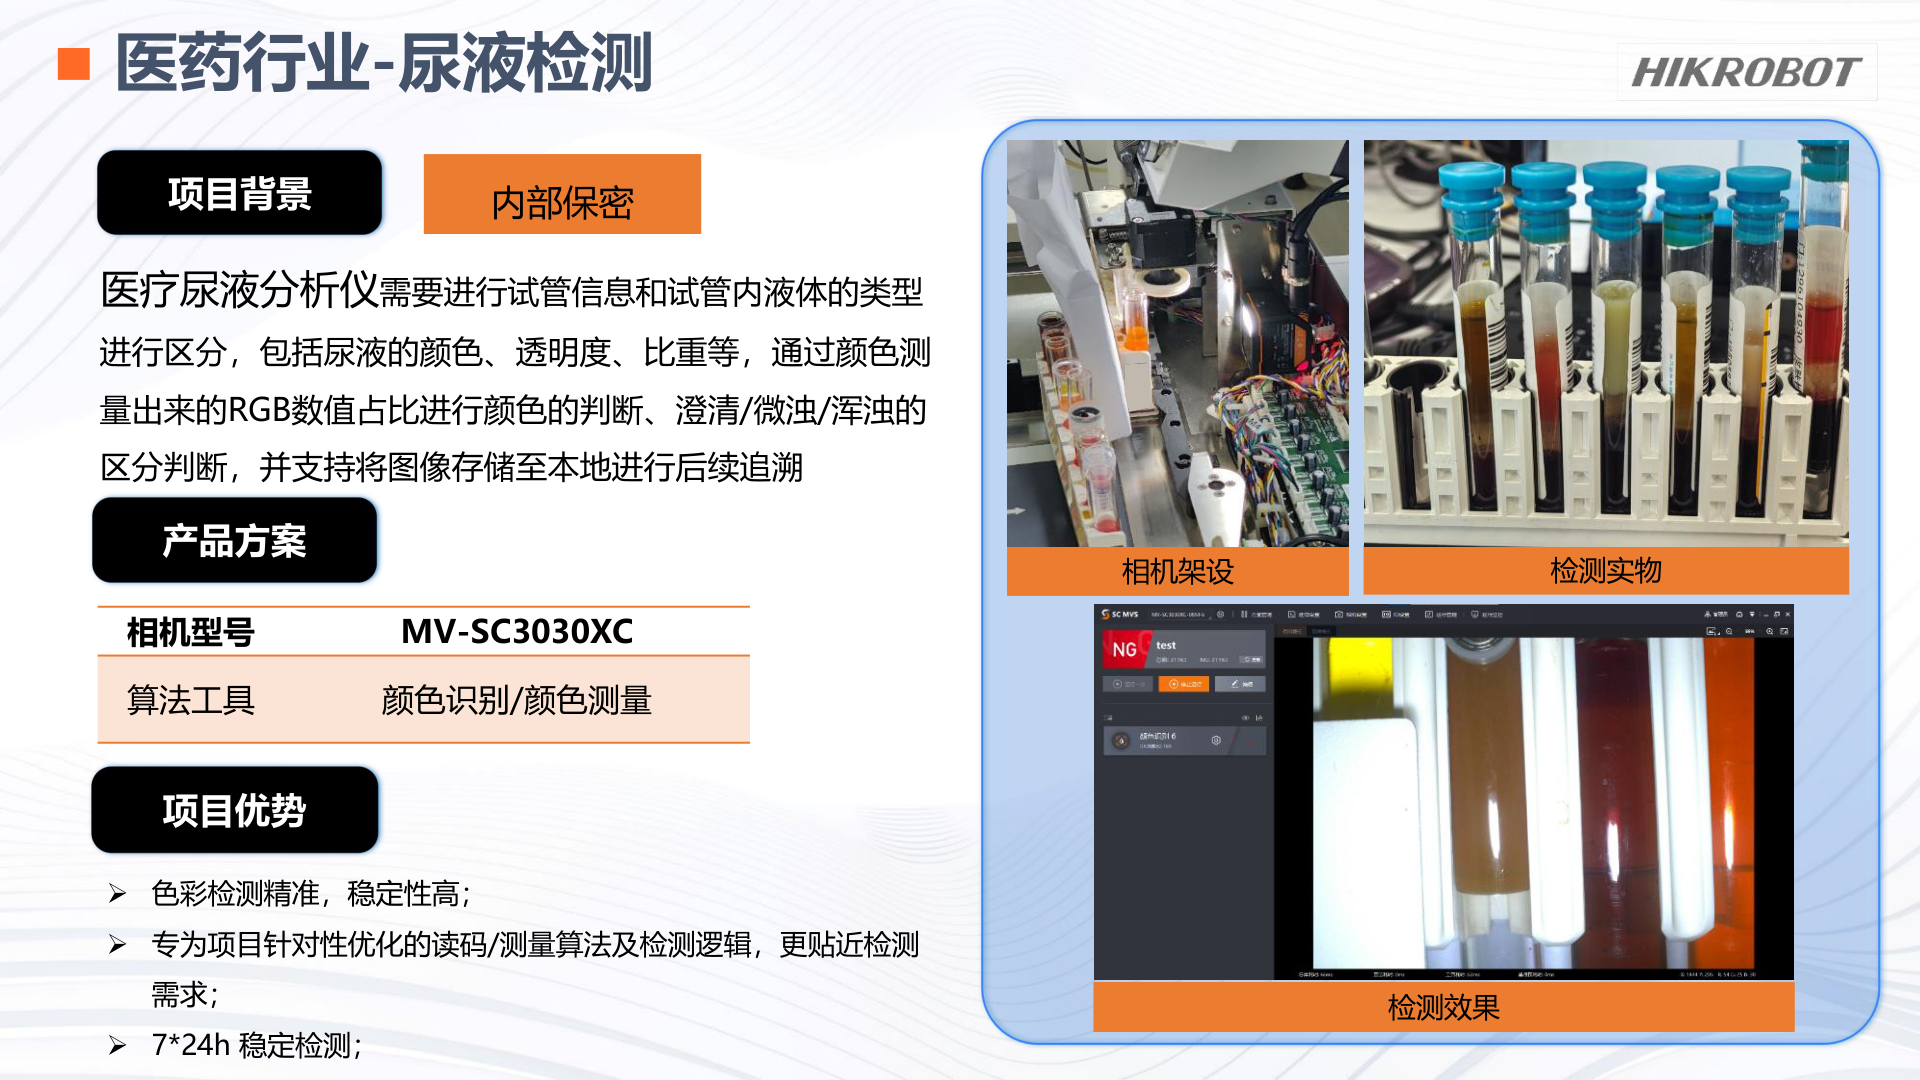 医药行业-尿液检测
HIKROBOT
项目背景
内部保密
医疗尿液分析仪需要进行试管信息和试管内液体的类型
进行区分，包括尿液的颜色、透明度、比重等，通过颜色测
量出来的RGB数值占比进行颜色的判断、澄清/微浊/浑浊的
区分判断，并支持将图像存储至本地进行后续追溯
产品方案
相机型号 MV-SC3030XC
算法工具 颜色识别/颜色测量
项目优势
色彩检测精准，稳定性高；
专为项目针对性优化的读码/测量算法及检测逻辑，更贴近检测
需求；
7*24h 稳定检测；
相机架设
检测实物
SC MVS
NG
test
检测效果